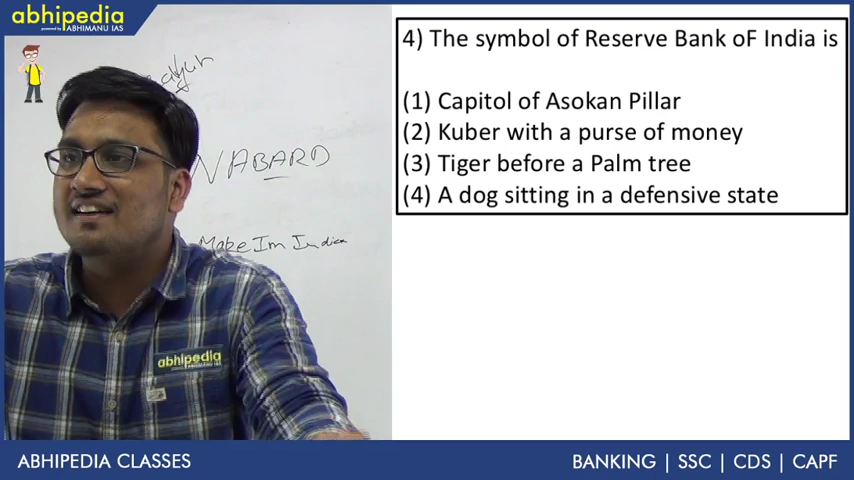 abhipedia
powered by ABHIMANU IAS
4) The symbol of Reserve Bank oF India is
(1) Capitol of Asokan Pillar
(2) Kuber with a purse of money
(3) Tiger before a Palm tree
(4) A dog sitting in a defensive state
NABARD
Make Im India
abhipedia
ABHIPEDIA CLASSES
BANKING | SSC | CDS | CAPF